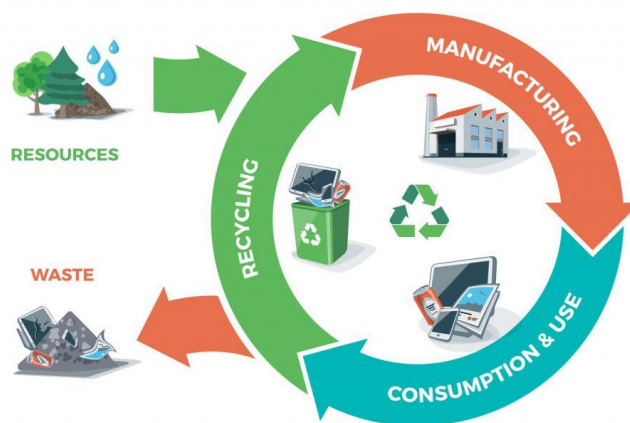 MANUFACTURING
RESOURCES
RECYCLING
WASTE
CONSUMPTION & USE